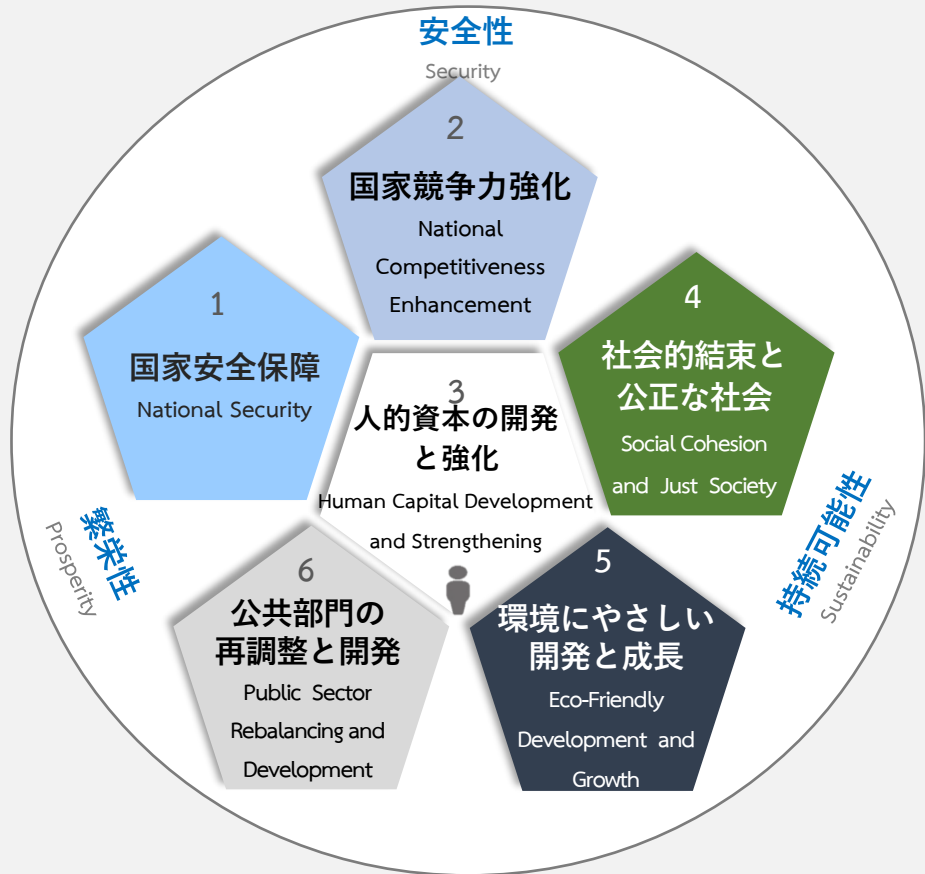 安全性
Security
2
国家競争力強化
National
Competitiveness
Enhancement
1
国家安全保障
National Security
4
社会的結束と
公正な社会
Social Cohesion
and Just Society
3
人的資本の開発
と強化
Human Capital Development
and Strengthening
繁栄性
Prosperity
持続可能性
Sustainability
6
公共部門の
再調整と開発
Public Sector
Rebalancing and
Development
5
環境にやさしい
開発と成長
Eco-Friendly
Development and
Growth